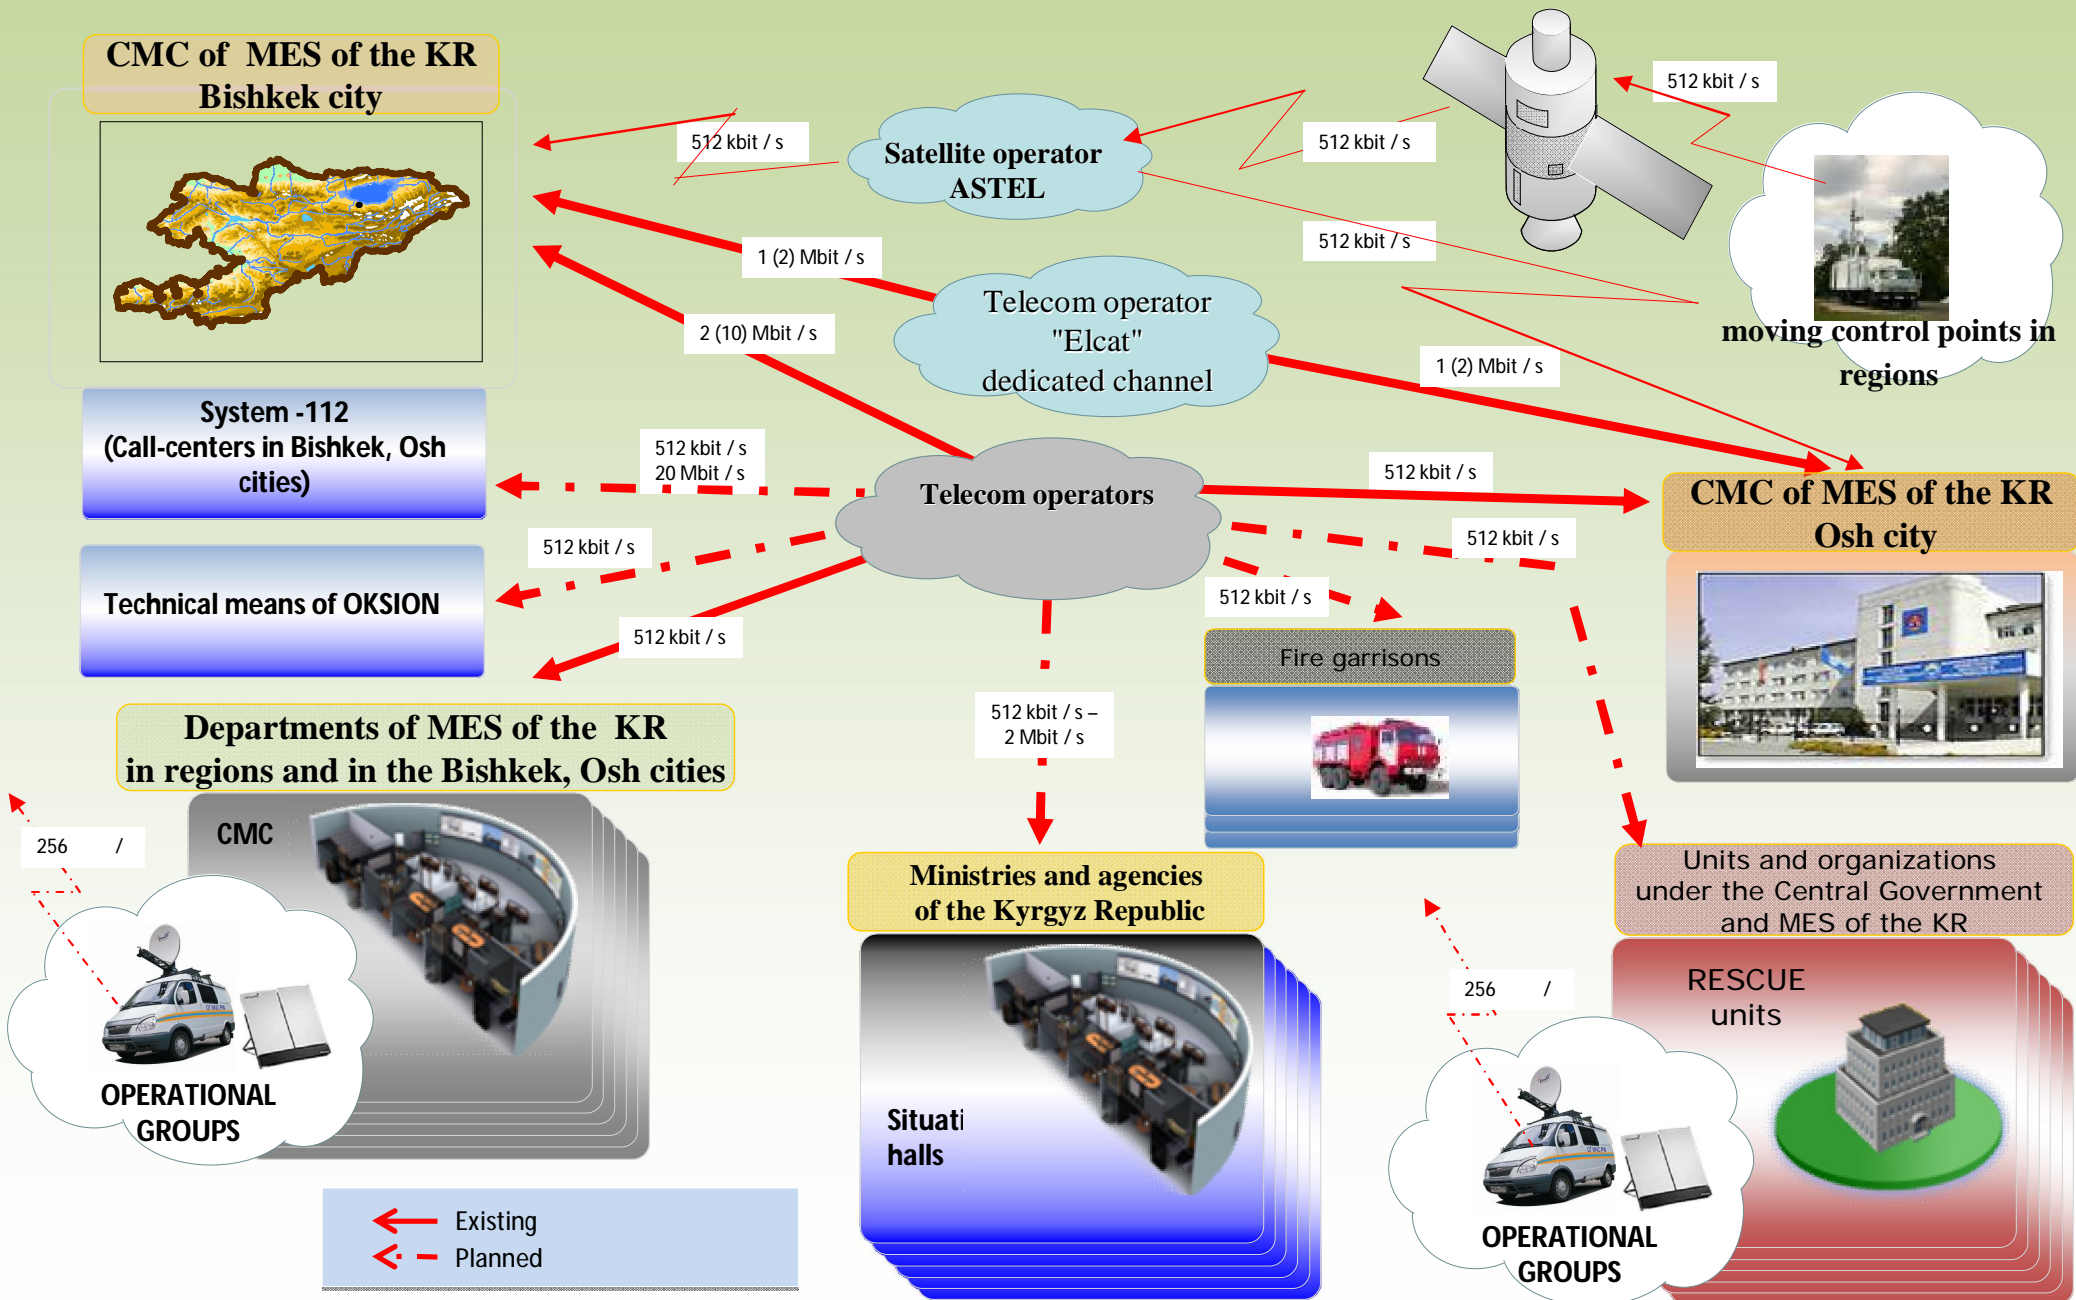 CMC of MES of the KR
Bishkek city
512 kbit / s
Satellite operator
ASTEL
512 kbit / s
512 kbit / s
512 kbit / s
moving control points in
regions
1 (2) Mbit / s
2 (10) Mbit / s
Telecom operator
"Elcat"
dedicated channel
1 (2) Mbit / s
System -112
(Call-centers in Bishkek, Osh
cities)
512 kbit / s
20 Mbit / s
Telecom operators
512 kbit / s
CMC of MES of the KR
Osh city
512 kbit / s
512 kbit / s
Technical means of OKSION
512 kbit / s
512 kbit / s
Fire garrisons
512 kbit / s –
2 Mbit / s
Departments of MES of the KR
in regions and in the Bishkek, Osh cities
CMC
256 /
OPERATIONAL
GROUPS
Ministries and agencies
of the Kyrgyz Republic
Situati
halls
Units and organizations
under the Central Government
and MES of the KR
RESCUE
units
256 /
OPERATIONAL
GROUPS
Existing
Planned